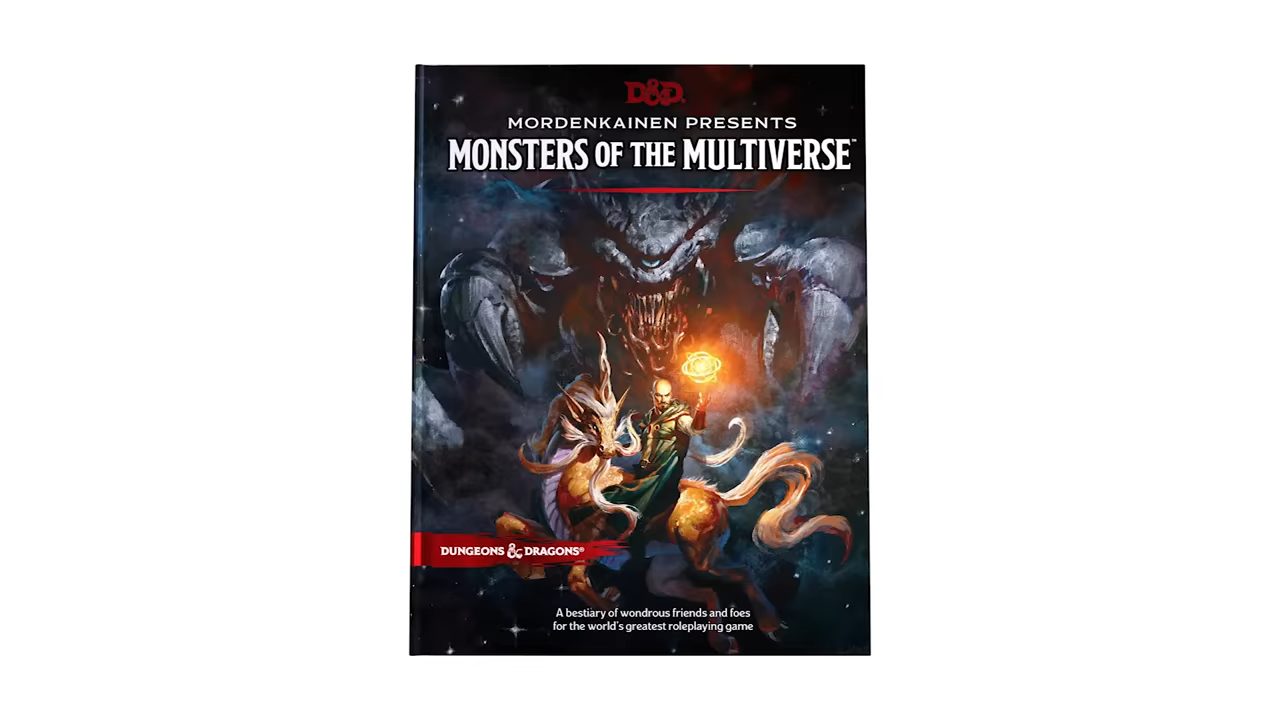 D&D
MORDENKAINEN PRESENTS
MONSTERS OF THE MULTIVERSE™
DUNGEONS & DRAGONS®
A bestiary of wondrous friends and foes
for the world's greatest roleplaying game